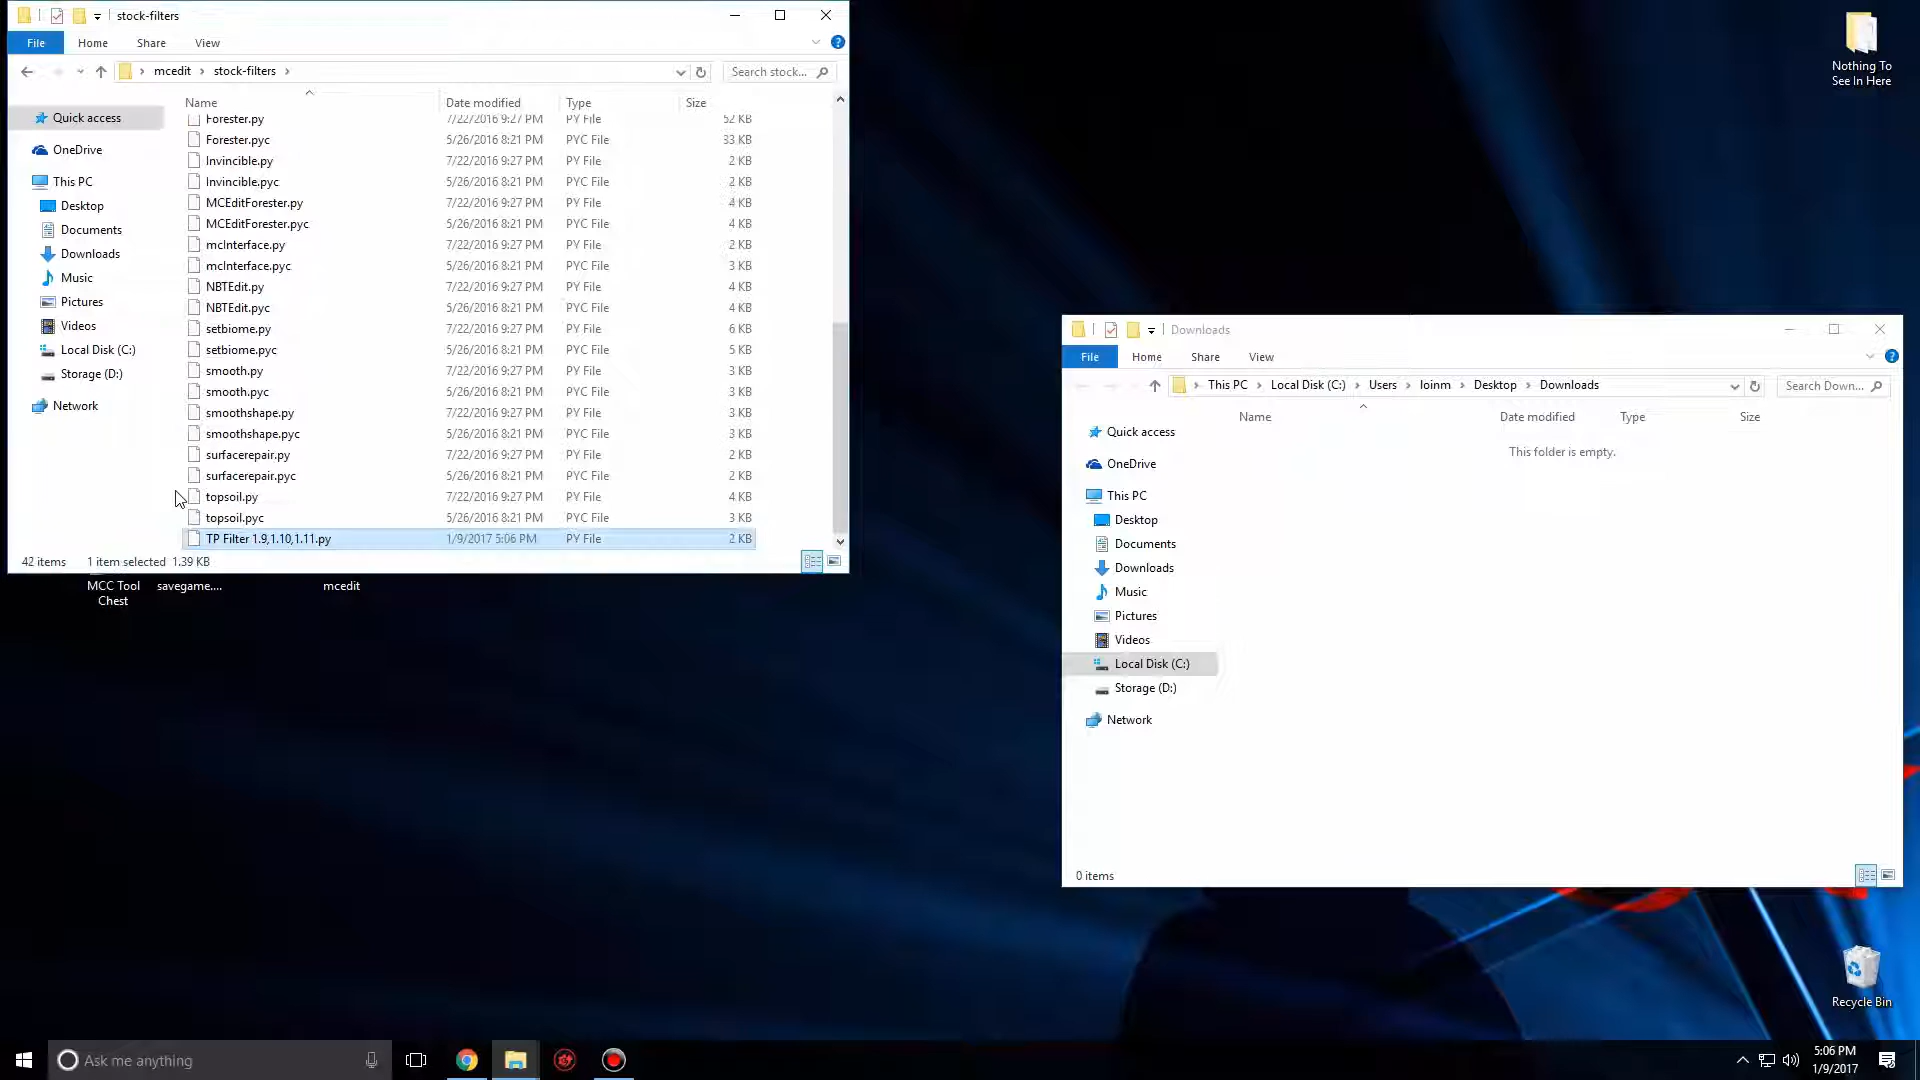 stock-filters
File Home Share View
mcedit stock-filters
Search stock...
Name Date modified Type Size
Quick access
OneDrive
This PC
Desktop
Documents
Downloads
Music
Pictures
Videos
Local Disk (C:)
Storage (D:)
Network
Forester.py 7/22/2016 9:27 PM PY File 52 KB
Forester.pyc 5/26/2016 8:21 PM PYC File 33 KB
Invincible.py 7/22/2016 9:27 PM PY File 2 KB
Invincible.pyc 5/26/2016 8:21 PM PYC File 2 KB
MCEditForester.py 7/22/2016 9:27 PM PY File 4 KB
MCEditForester.pyc 5/26/2016 8:21 PM PYC File 4 KB
mcInterface.py 7/22/2016 9:27 PM PY File 2 KB
mcInterface.pyc 5/26/2016 8:21 PM PYC File 3 KB
NBTEdit.py 7/22/2016 9:27 PM PY File 4 KB
NBTEdit.pyc 5/26/2016 8:21 PM PYC File 4 KB
setbiome.py 7/22/2016 9:27 PM PY File 6 KB
setbiome.pyc 5/26/2016 8:21 PM PYC File 5 KB
smooth.py 7/22/2016 9:27 PM PY File 3 KB
smooth.pyc 5/26/2016 8:21 PM PYC File 3 KB
smoothshape.py 7/22/2016 9:27 PM PY File 3 KB
smoothshape.pyc 5/26/2016 8:21 PM PYC File 3 KB
surfacerepair.py 7/22/2016 9:27 PM PY File 2 KB
surfacerepair.pyc 5/26/2016 8:21 PM PYC File 2 KB
topsoil.py 7/22/2016 9:27 PM PY File 4 KB
topsoil.pyc 5/26/2016 8:21 PM PYC File 3 KB
TP Filter 1.9,1.10,1.11.py 1/9/2017 5:06 PM PY File 2 KB
42 items 1 item selected 1.39 KB
MCC Tool Chest
savegame....
mcedit
Nothing To
See In Here
Downloads
File Home Share View
This PC Local Disk (C:) Users loinm Desktop Downloads
Search Down...
Name Date modified Type Size
This folder is empty.
Quick access
OneDrive
This PC
Desktop
Documents
Downloads
Music
Pictures
Videos
Local Disk (C:)
Storage (D:)
Network
0 items
Recycle Bin
Ask me anything
5:06 PM
1/9/2017